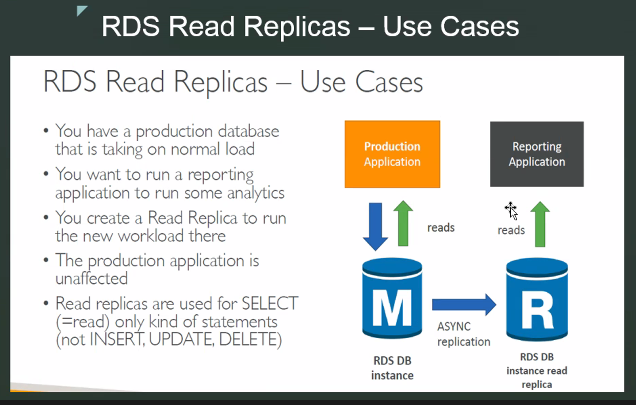 RDS Read Replicas – Use Cases
RDS Read Replicas – Use Cases
• You have a production database
that is taking on normal load
• You want to run a reporting
application to run some analytics
• You create a Read Replica to run
the new workload there
• The production application is
unaffected
• Read replicas are used for SELECT
(=read) only kind of statements
(not INSERT, UPDATE, DELETE)
Production
Application
Reporting
Application
reads
reads
M
R
ASYNC
replication
RDS DB
instance
RDS DB
instance read
replica